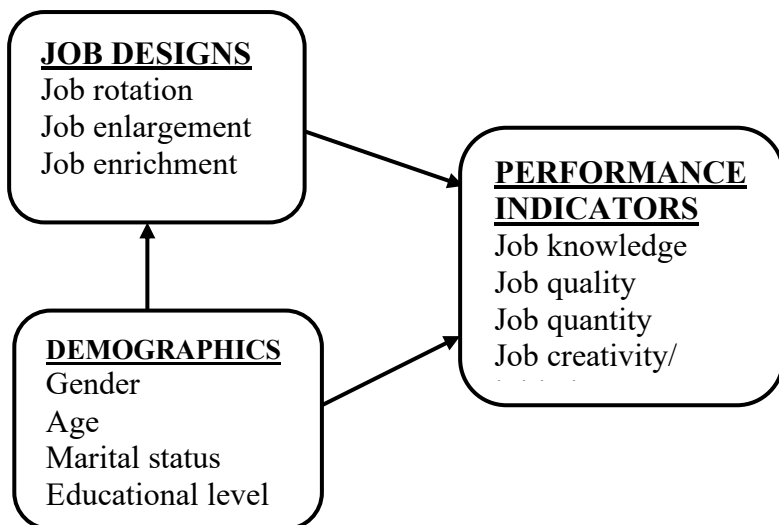 JOB DESIGNS
Job rotation
Job enlargement
Job enrichment
PERFORMANCE
INDICATORS
Job knowledge
Job quality
Job quantity
Job creativity/
DEMOGRAPHICS
Gender
Age
Marital status
Educational level